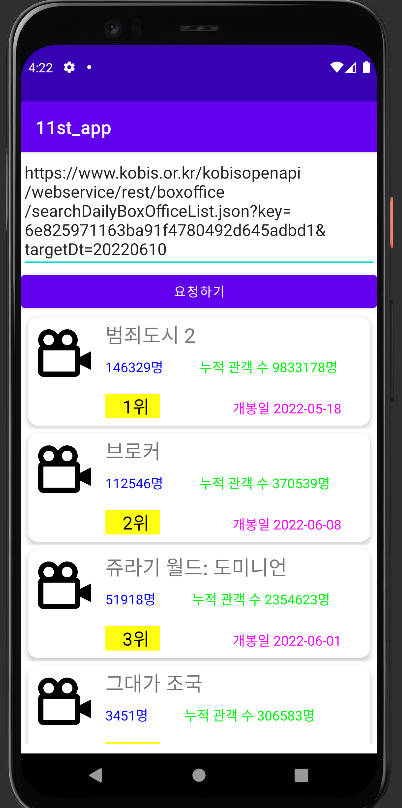 4:22
11st_app
https://www.kobis.or.kr/kobisopenapi
/webservice/rest/boxoffice
/searchDailyBoxOfficeList.json?key=
6e825971163ba91f4780492d645adbd1&
targetDt=20220610
요청하기
범죄도시 2
146329명 누적 관객 수 9833178명
1위 개봉일 2022-05-18
브로커
112546명 누적 관객 수 370539명
2위 개봉일 2022-06-08
쥬라기 월드: 도미니언
51918명 누적 관객 수 2354623명
3위 개봉일 2022-06-01
그대가 조국
3451명 누적 관객 수 306583명